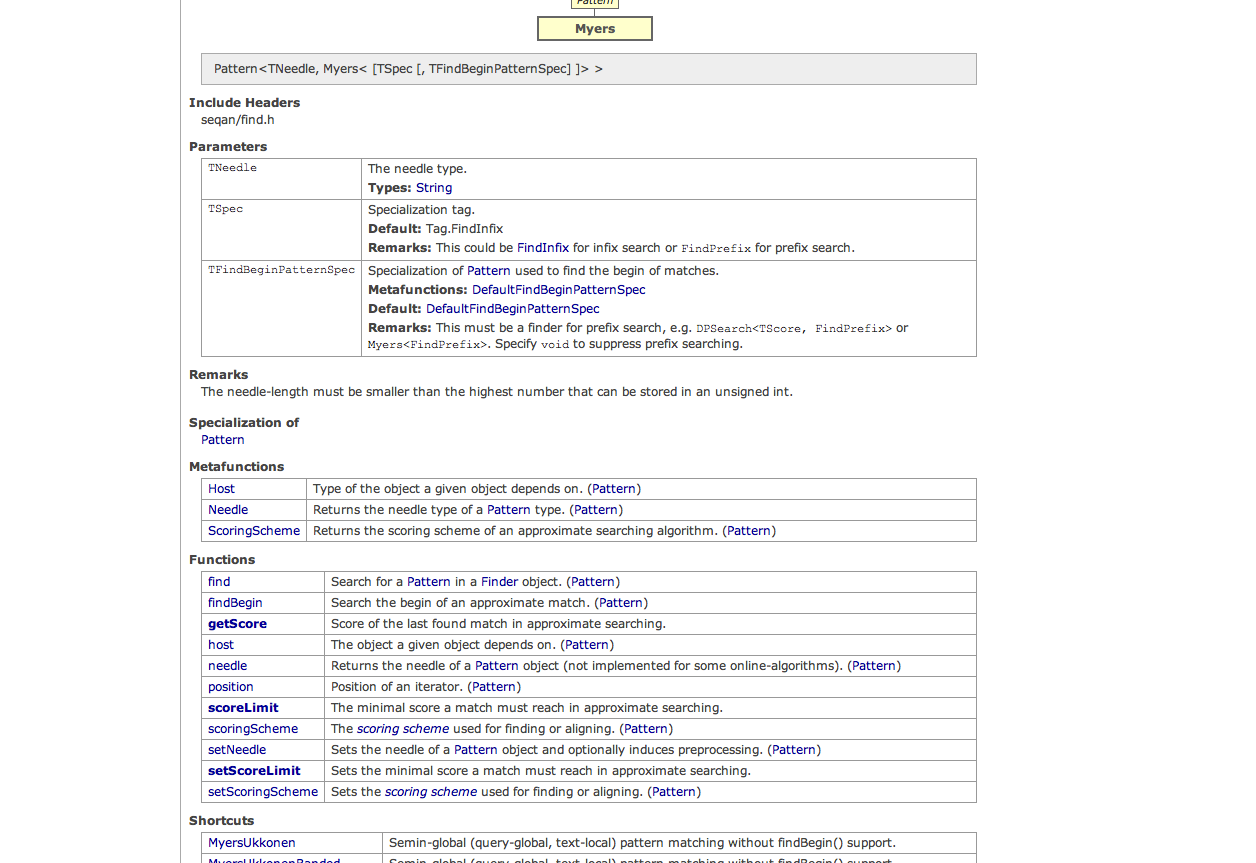 Pattern
Myers
Pattern<TNeedle, Myers< [TSpec [, TFindBeginPatternSpec] ]> >
Include Headers
seqan/find.h
Parameters
TNeedle The needle type.
Types: String
TSpec Specialization tag.
Default: Tag.FindInfix
Remarks: This could be FindInfix for infix search or FindPrefix for prefix search.
TFindBeginPatternSpec Specialization of Pattern used to find the begin of matches.
Metafunctions: DefaultFindBeginPatternSpec
Default: DefaultFindBeginPatternSpec
Remarks: This must be a finder for prefix search, e.g. DPSearch<TScore, FindPrefix> or
Myers<FindPrefix>. Specify void to suppress prefix searching.
Remarks
The needle-length must be smaller than the highest number that can be stored in an unsigned int.
Specialization of
Pattern
Metafunctions
Host Type of the object a given object depends on. (Pattern)
Needle Returns the needle type of a Pattern type. (Pattern)
ScoringScheme Returns the scoring scheme of an approximate searching algorithm. (Pattern)
Functions
find Search for a Pattern in a Finder object. (Pattern)
findBegin Search the begin of an approximate match. (Pattern)
getScore Score of the last found match in approximate searching.
host The object a given object depends on. (Pattern)
needle Returns the needle of a Pattern object (not implemented for some online-algorithms). (Pattern)
position Position of an iterator. (Pattern)
scoreLimit The minimal score a match must reach in approximate searching.
scoringScheme The scoring scheme used for finding or aligning. (Pattern)
setNeedle Sets the needle of a Pattern object and optionally induces preprocessing. (Pattern)
setScoreLimit Sets the minimal score a match must reach in approximate searching.
setScoringScheme Sets the scoring scheme used for finding or aligning. (Pattern)
Shortcuts
MyersUkkonen Semin-global (query-global, text-local) pattern matching without findBegin() support.
MyersUkkonenBanded Semin-global (query-global, text-local) pattern matching without findBegin() support.